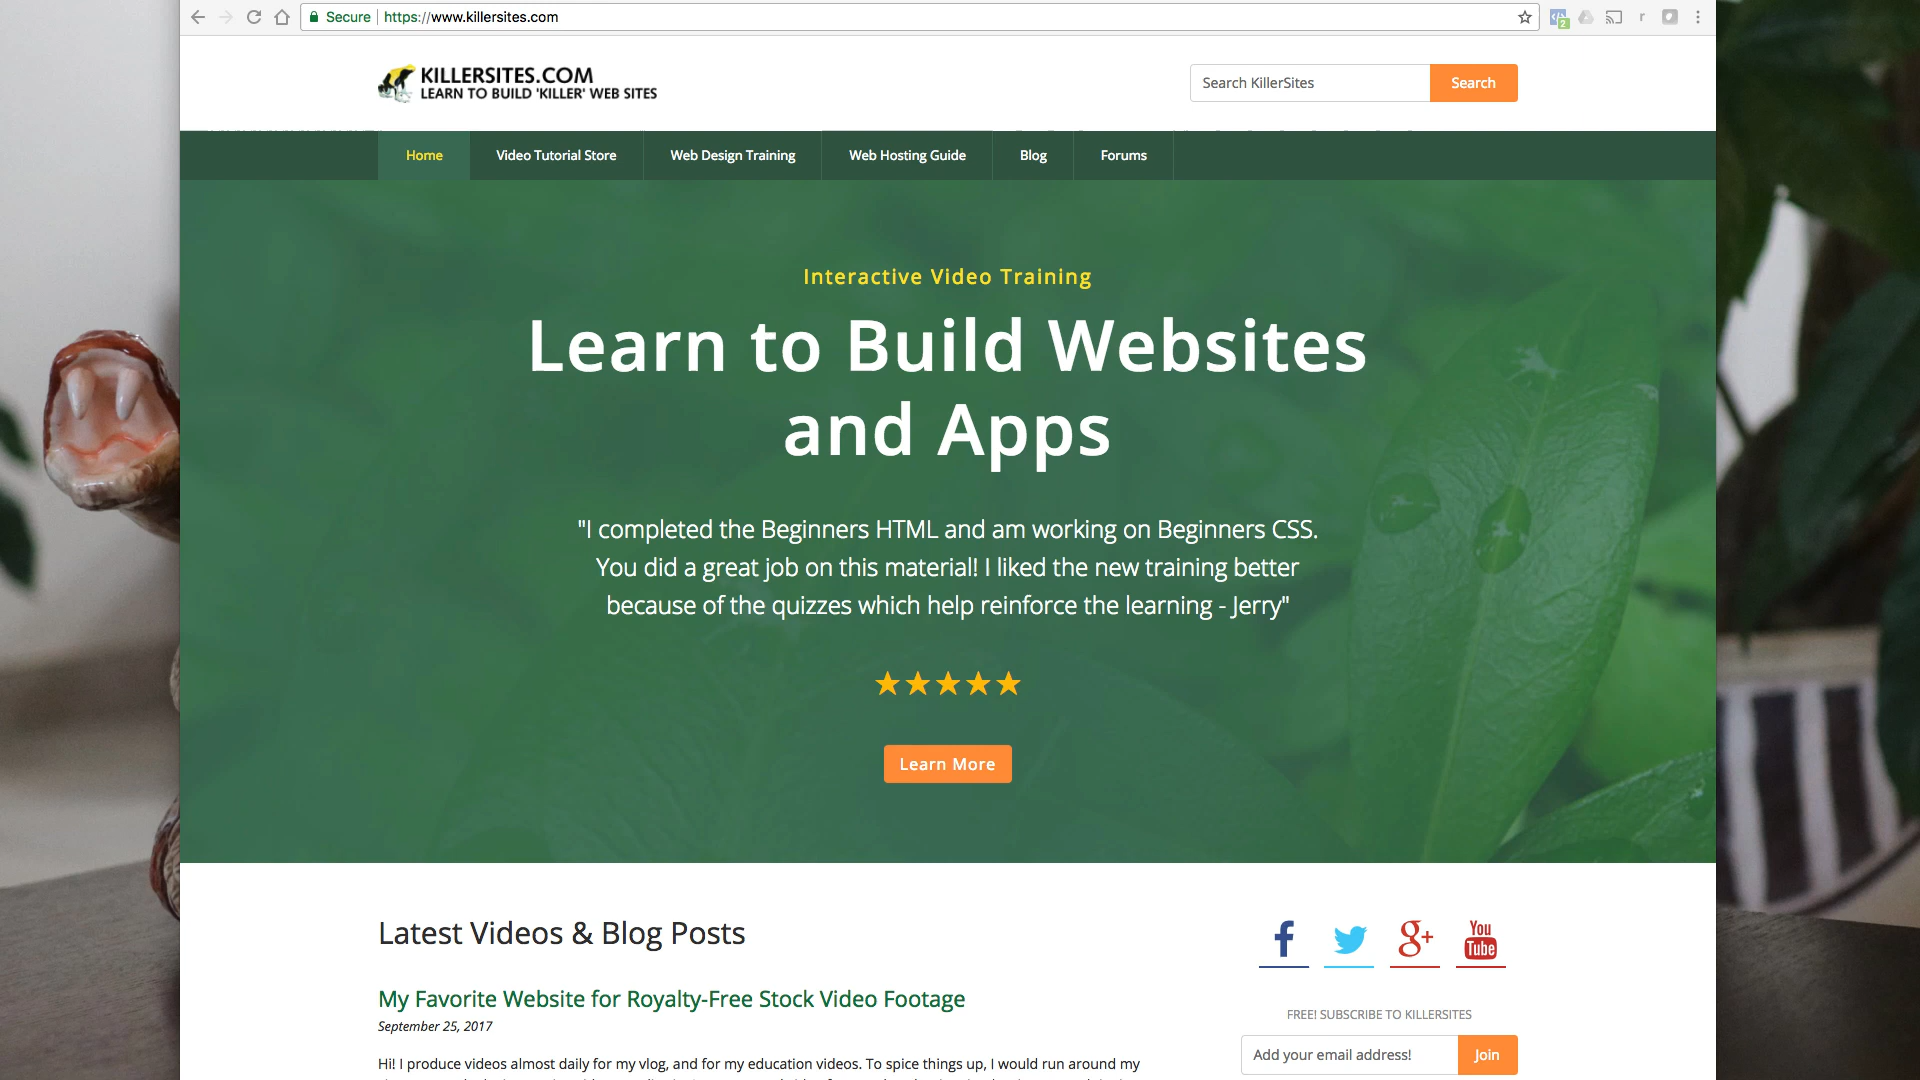 Secure https://www.killersites.com
2
r
KILLERSITES.COM
LEARN TO BUILD 'KILLER' WEB SITES
Search KillerSites
Search
Home
Video Tutorial Store
Web Design Training
Web Hosting Guide
Blog
Forums
Interactive Video Training
Learn to Build Websites
and Apps
"I completed the Beginners HTML and am working on Beginners CSS.
You did a great job on this material! I liked the new training better
because of the quizzes which help reinforce the learning - Jerry"
Learn More
Latest Videos & Blog Posts
f
g+
You
Tube
My Favorite Website for Royalty-Free Stock Video Footage
September 25, 2017
FREE! SUBSCRIBE TO KILLERSITES
Add your email address!
Join
Hi! I produce videos almost daily for my vlog, and for my education videos. To spice things up, I would run around my